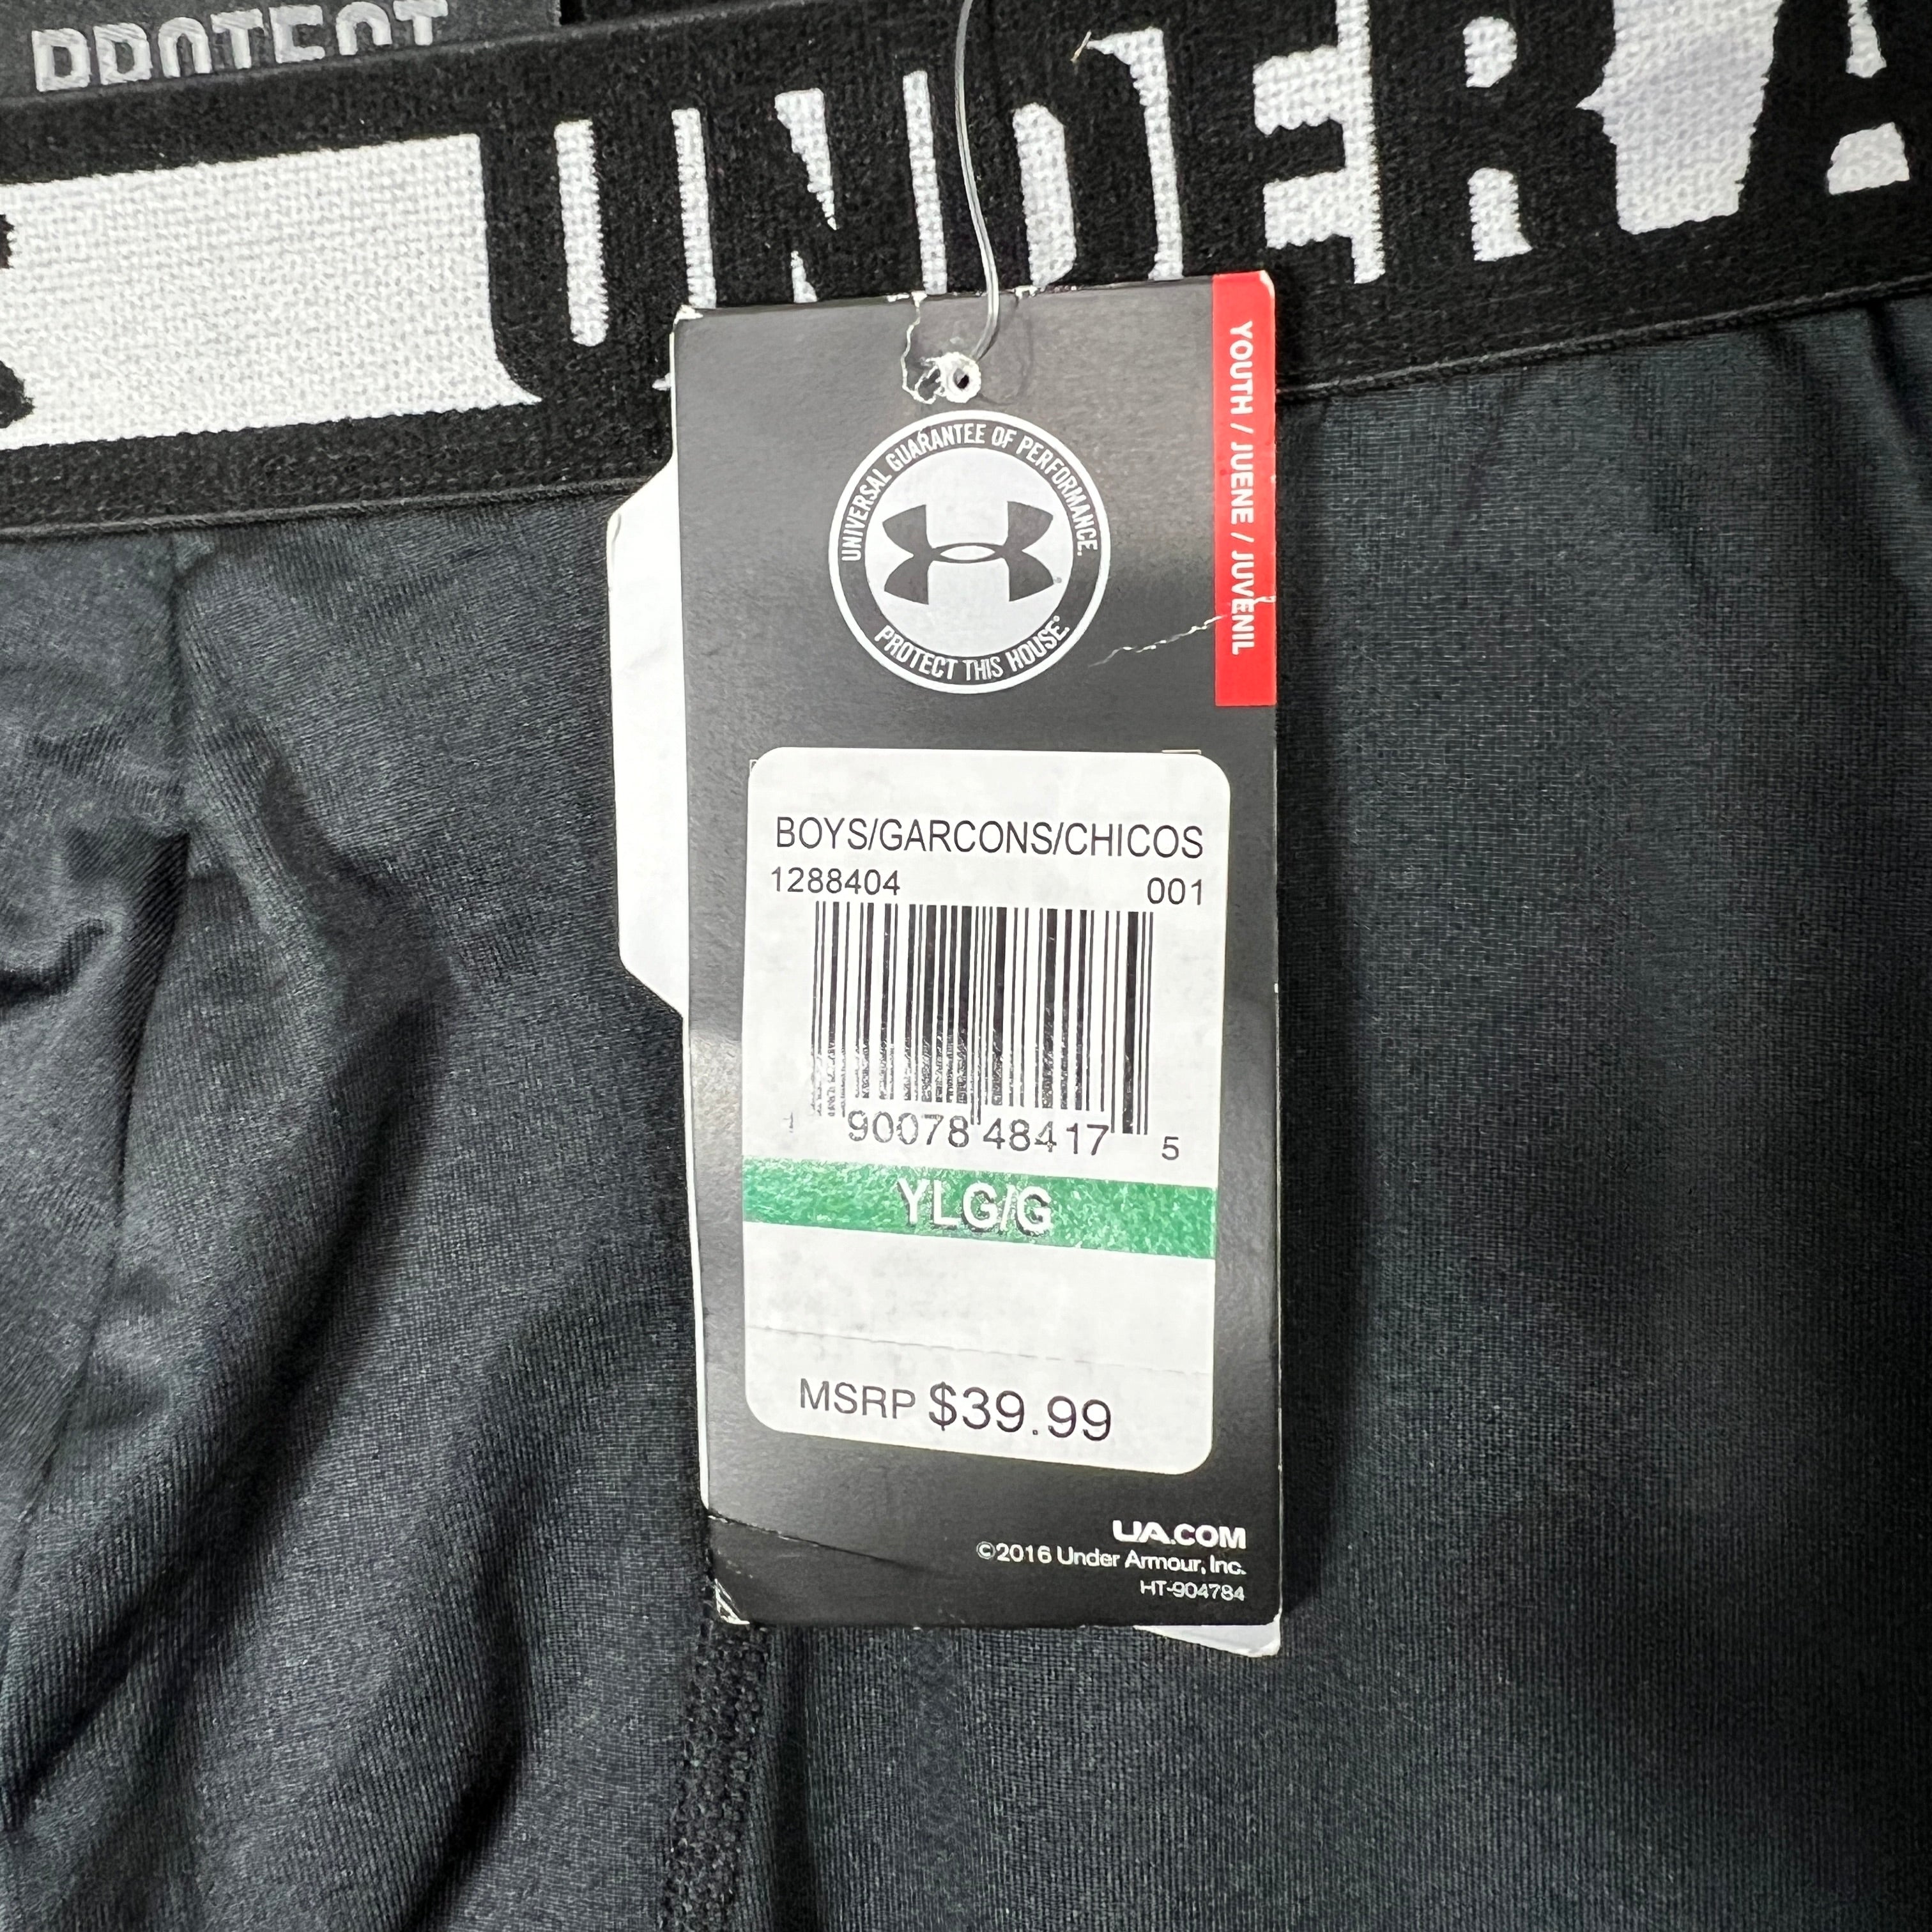 PROTECT
UNDER A
YOUTH / JUENE / JUVENIL
UNIVERSAL GUARANTEE OF PERFORMANCE.
PROTECT THIS HOUSE®
BOYS/GARCONS/CHICOS
1288404 001
1 90078 48417 5
YLG/G
MSRP $39.99
UA.COM
©2016 Under Armour, Inc.
HT-904784